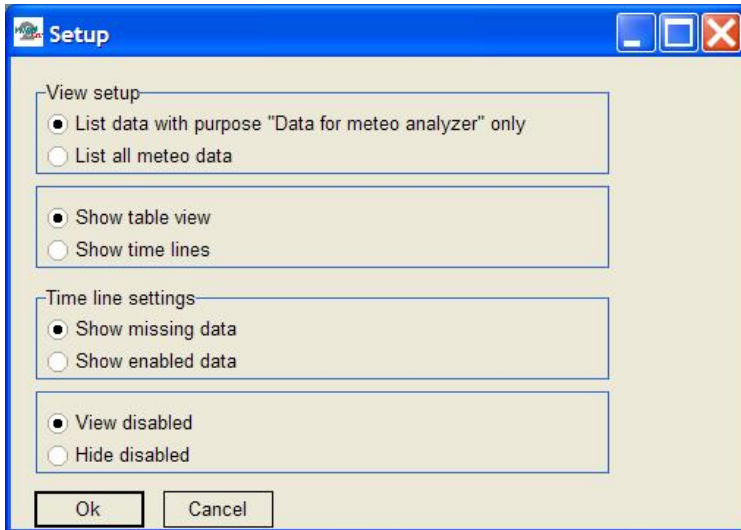 Setup
View setup
List data with purpose "Data for meteo analyzer" only
List all meteo data
Show table view
Show time lines
Time line settings
Show missing data
Show enabled data
View disabled
Hide disabled
Ok Cancel